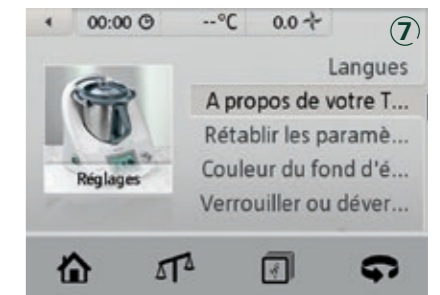 00:00 --°C 0.0
7
Langues
A propos de votre T...
Rétablir les paramè...
Couleur du fond d'é...
Verrouiller ou déver...
Réglages